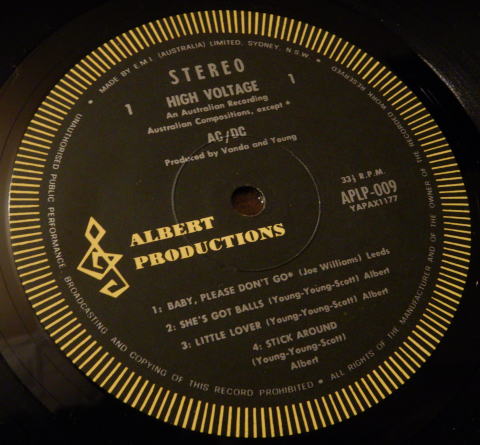 MADE BY E.M.I. (AUSTRALIA) LIMITED, SYDNEY, N.S.W.
STEREO
1 HIGH VOLTAGE 1
An Australian Recording
Australian Compositions, except *
AC/DC
Produced by Vanda and Young
33⅓ R.P.M.
APLP-009
YAPAX1177
ALBERT
PRODUCTIONS
1: BABY, PLEASE DON'T GO* (Joe Williams) Leeds
2: SHE'S GOT BALLS (Young-Young-Scott) Albert
3: LITTLE LOVER (Young-Young-Scott) Albert
4: STICK AROUND
(Young-Young-Scott)
Albert
UNAUTHORISED PUBLIC PERFORMANCE, BROADCASTING AND COPYING OF THIS RECORD PROHIBITED • ALL RIGHTS OF THE MANUFACTURER AND OF THE OWNER OF THE RECORDED WORK RESERVED